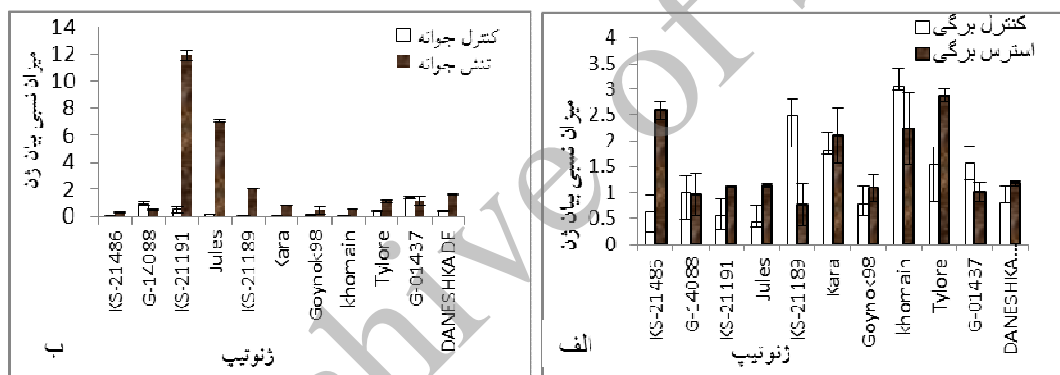 میزان نسبی بیان ژن
14
12
10
8
6
4
2
0
کنترل جوانه
تنش جوانه
KS-21486
G-14088
KS-21191
Jules
KS-21189
Kara
Goynok98
khomain
Tylore
G-01437
DANESHKADE
ژنوتیپ
میزان نسبی بیان ژن
4
3.5
3
2.5
2
1.5
1
0.5
0
کنترل برگی
استرس برگی
KS-21485
G-14088
KS-21191
Jules
KS-21189
Kara
Goynok98
khomain
Tylore
G-01437
DANESHKA...
ژنوتیپ
الف
chive of